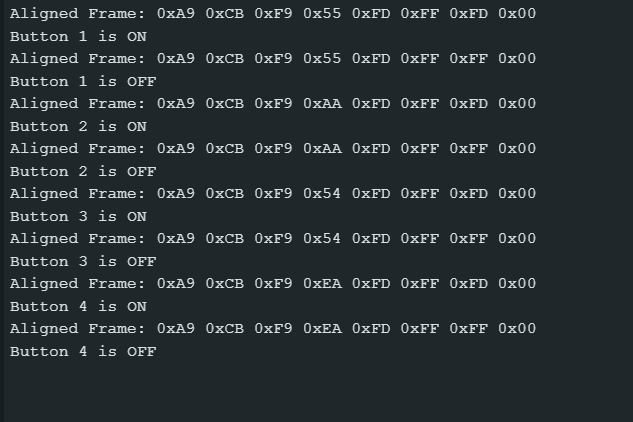 Aligned Frame: 0xA9 0xCB 0xF9 0x55 0xFD 0xFF 0xFD 0x00
Button 1 is ON
Aligned Frame: 0xA9 0xCB 0xF9 0x55 0xFD 0xFF 0xFF 0x00
Button 1 is OFF
Aligned Frame: 0xA9 0xCB 0xF9 0xAA 0xFD 0xFF 0xFD 0x00
Button 2 is ON
Aligned Frame: 0xA9 0xCB 0xF9 0xAA 0xFD 0xFF 0xFF 0x00
Button 2 is OFF
Aligned Frame: 0xA9 0xCB 0xF9 0x54 0xFD 0xFF 0xFD 0x00
Button 3 is ON
Aligned Frame: 0xA9 0xCB 0xF9 0x54 0xFD 0xFF 0xFF 0x00
Button 3 is OFF
Aligned Frame: 0xA9 0xCB 0xF9 0xEA 0xFD 0xFF 0xFD 0x00
Button 4 is ON
Aligned Frame: 0xA9 0xCB 0xF9 0xEA 0xFD 0xFF 0xFF 0x00
Button 4 is OFF